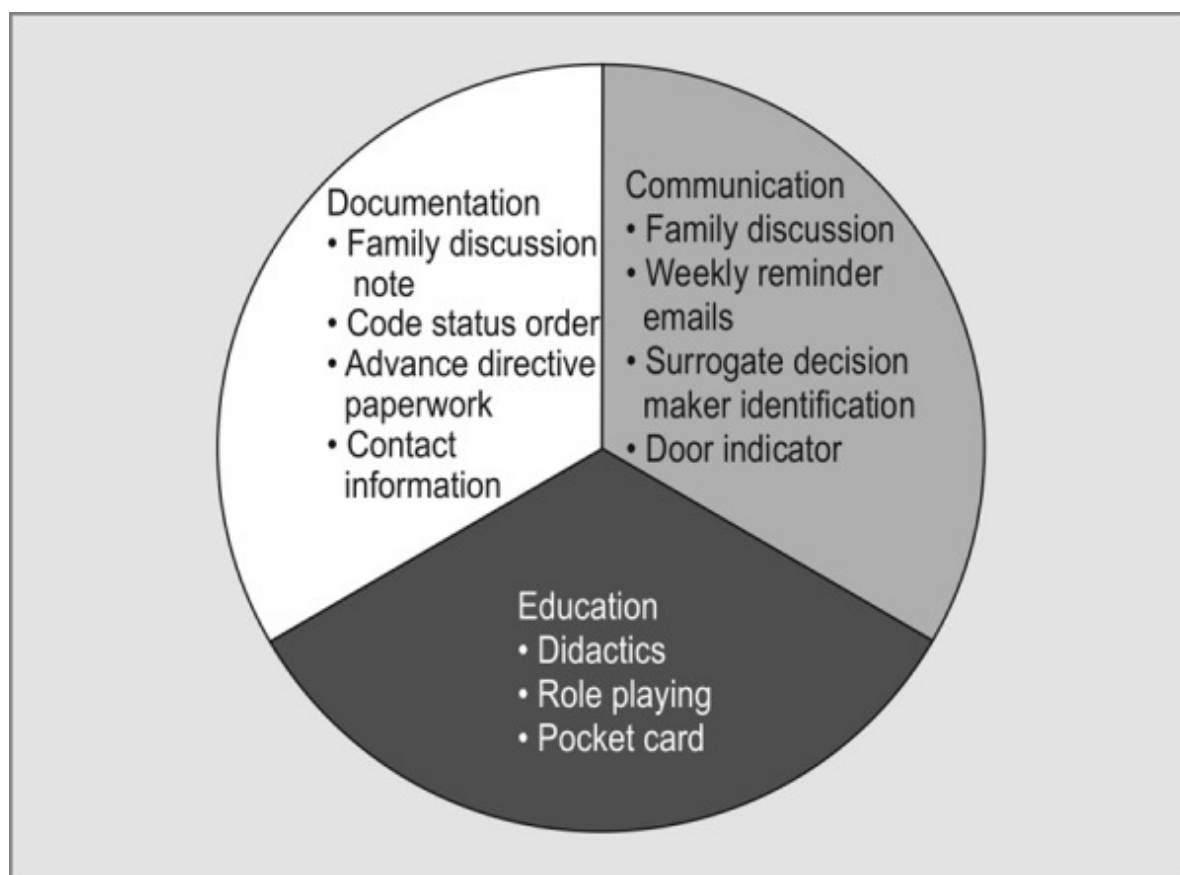 Documentation
• Family discussion
note
• Code status order
• Advance directive
paperwork
• Contact
information
Communication
• Family discussion
• Weekly reminder
emails
• Surrogate decision
maker identification
• Door indicator
Education
• Didactics
• Role playing
• Pocket card